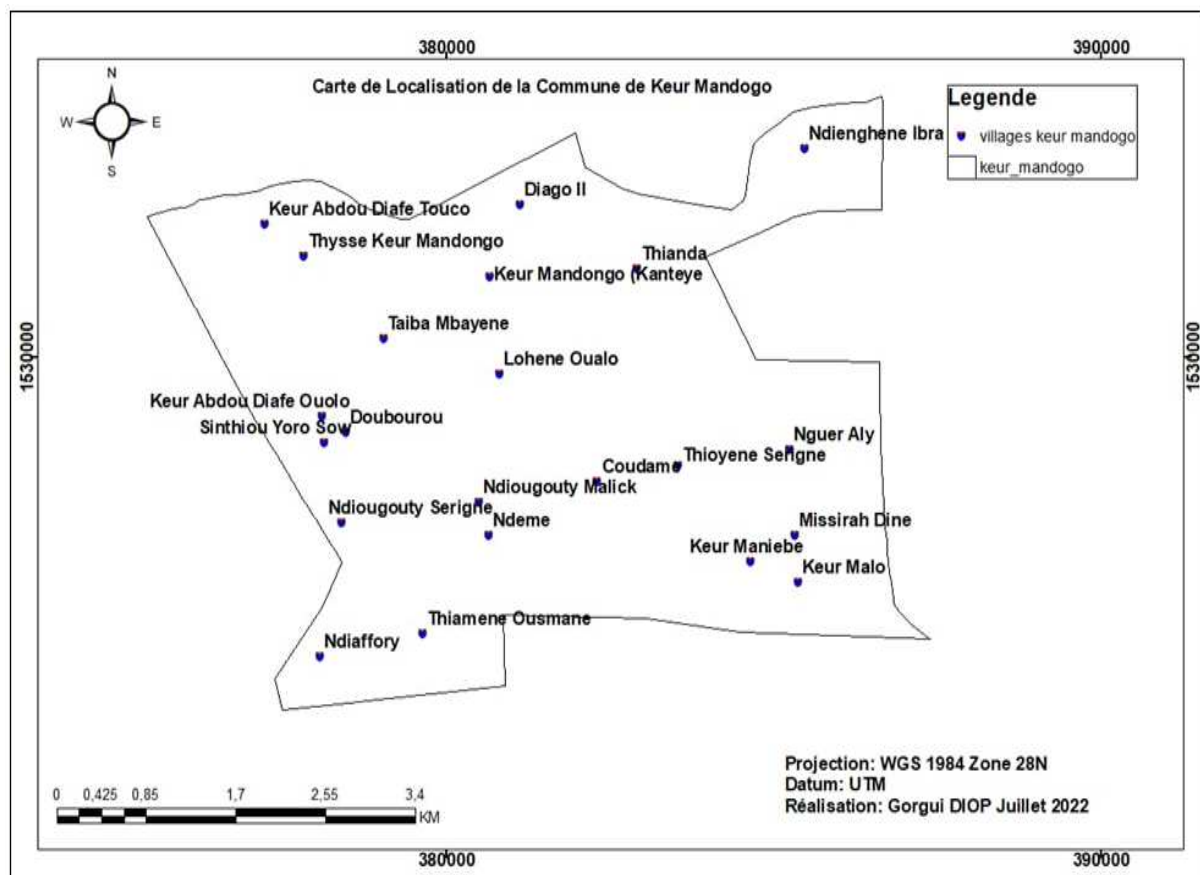 380000
390000
Carte de Localisation de la Commune de Keur Mandogo
N
W
E
S
Legende
villages keur mandogo
keur_mandogo
Ndienghene Ibra
Diago II
Keur Abdou Diafe Touco
Thysse Keur Mandongo
Thianda
Keur Mandongo (Kanteye
Taiba Mbayene
1530000
1530000
Lohene Oualo
Keur Abdou Diafe Ouolo
Doubourou
Sinthiou Yoro Sow
Nguer Aly
Thioyene Serigne
Coudame
Ndiougouty Malick
Ndiougouty Serigne
Ndeme
Missirah Dine
Keur Maniebe
Keur Malo
Thiamene Ousmane
Ndiaffory
Projection: WGS 1984 Zone 28N
Datum: UTM
Réalisation: Gorgui DIOP Juillet 2022
0 0,425 0,85 1,7 2,55 3,4
KM
380000
390000